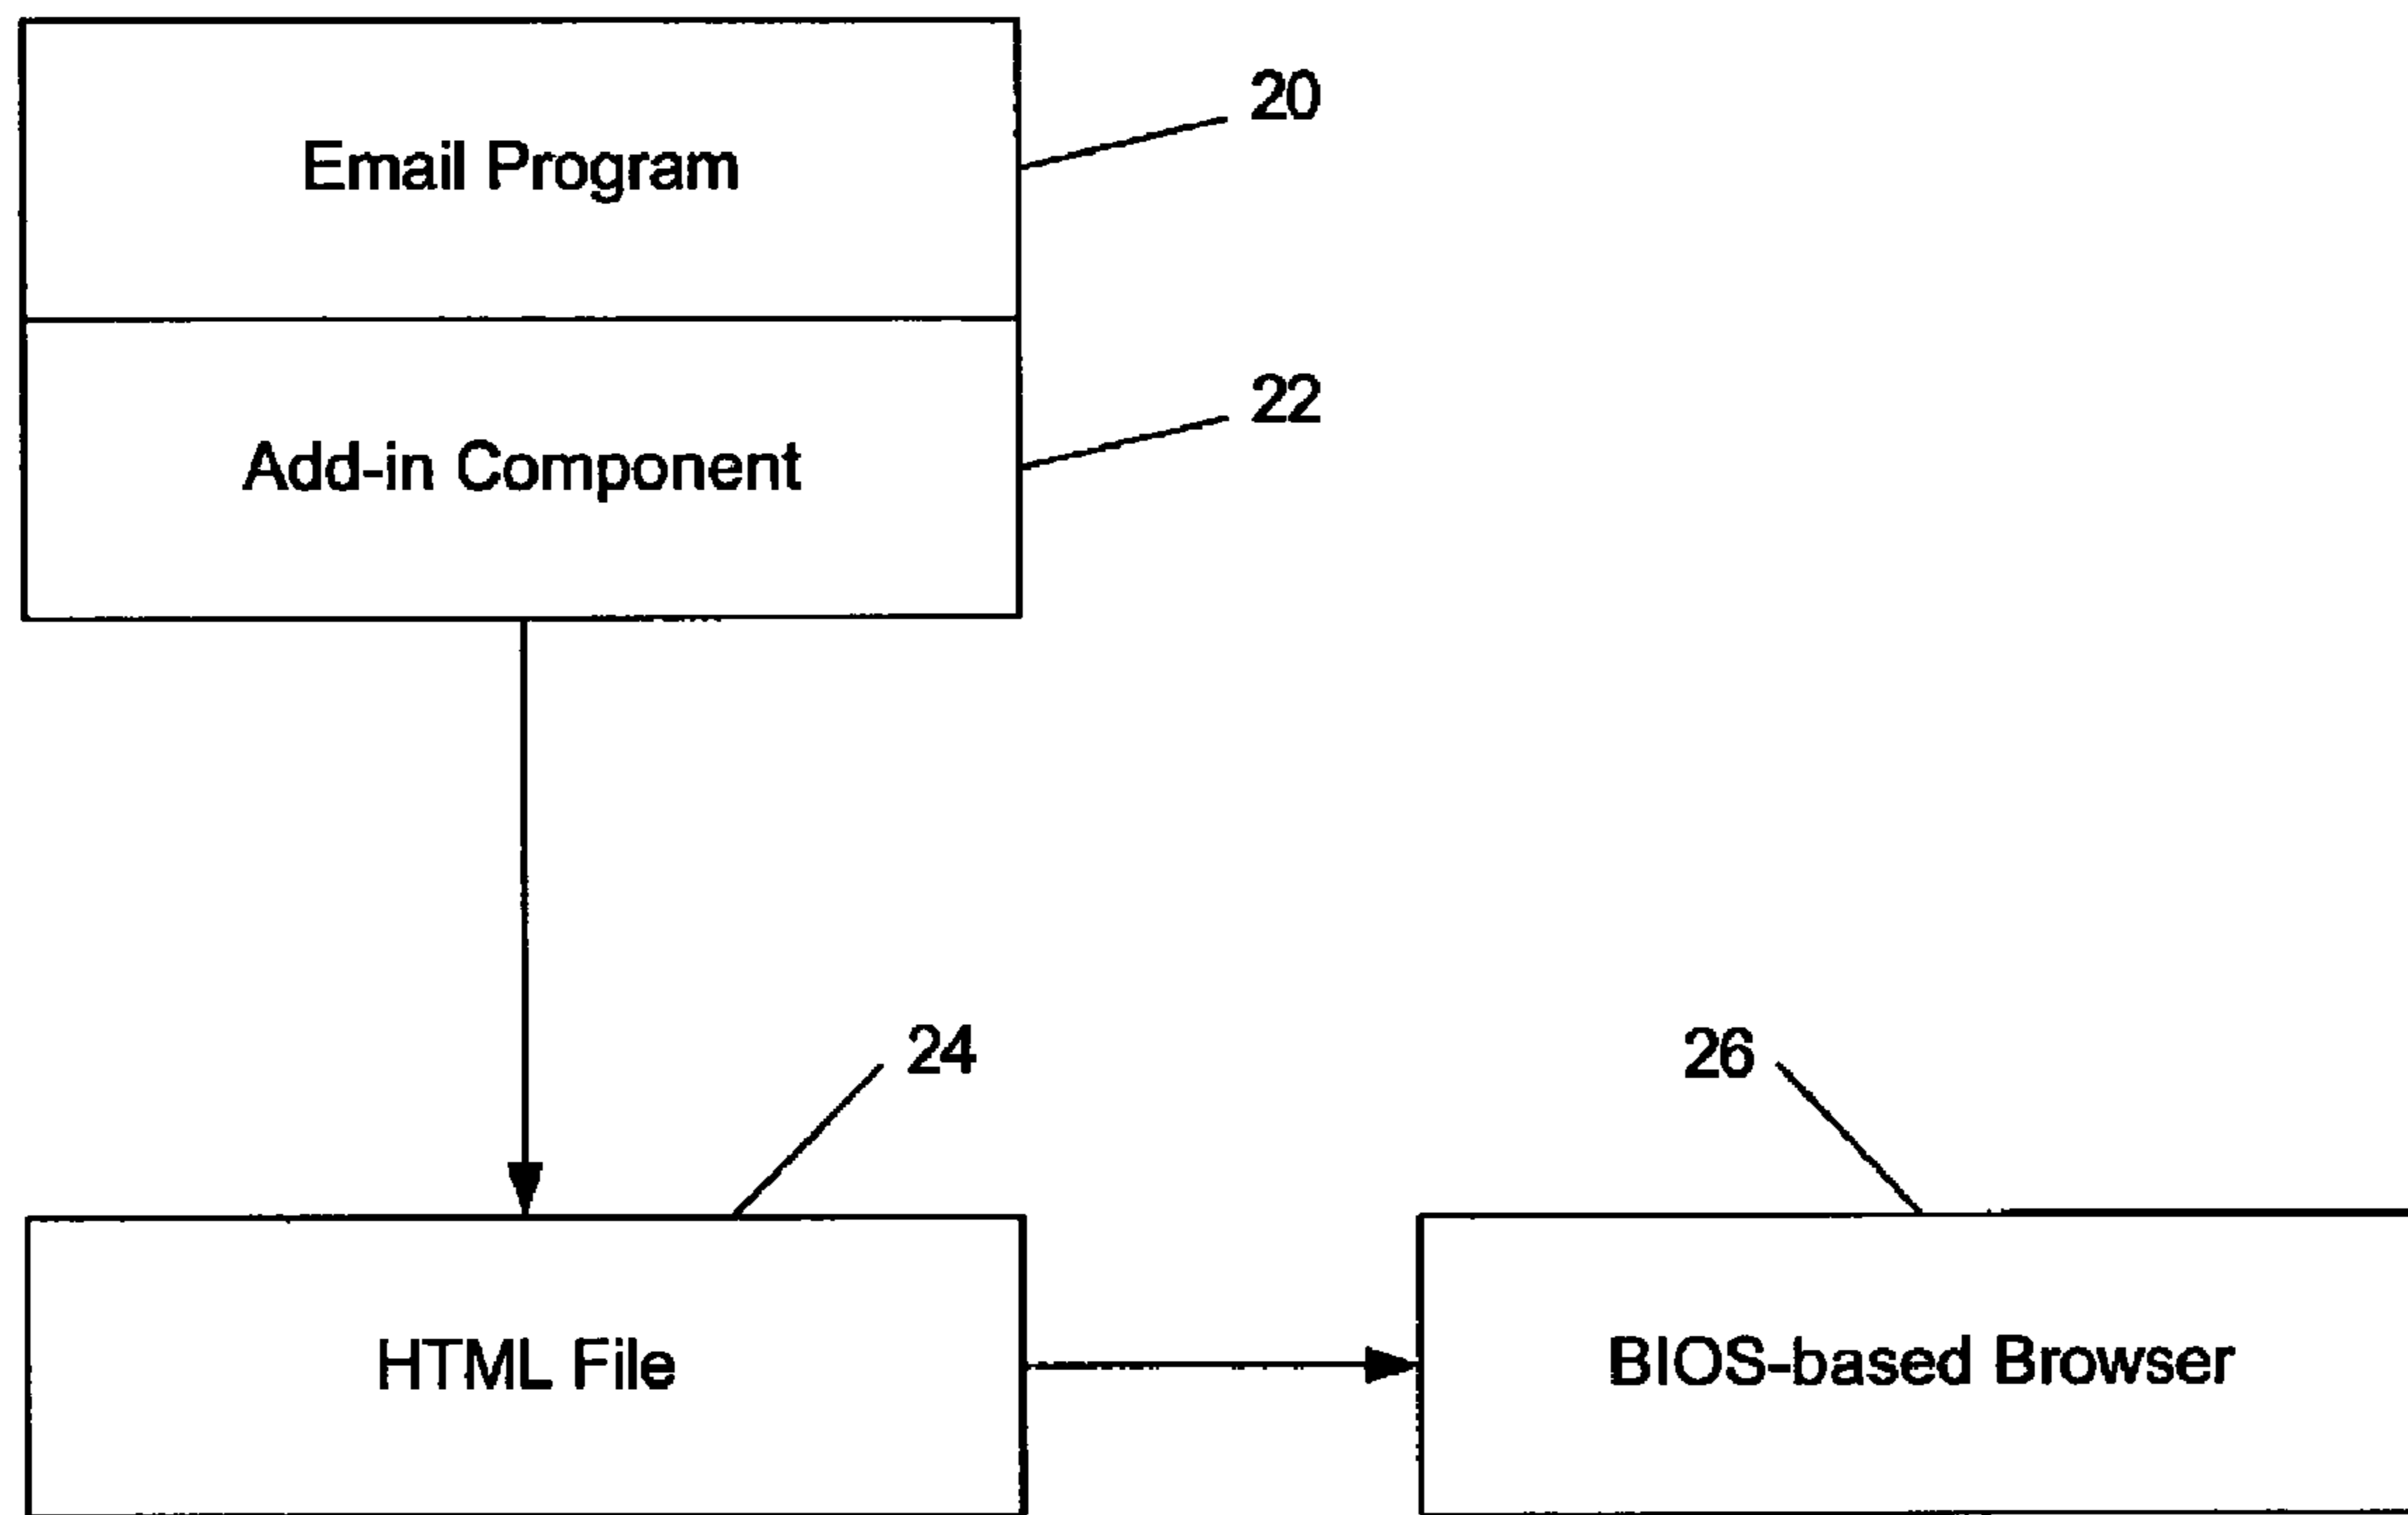 20
Email Program
22
Add-in Component
24
26
HTML File
BIOS-based Browser